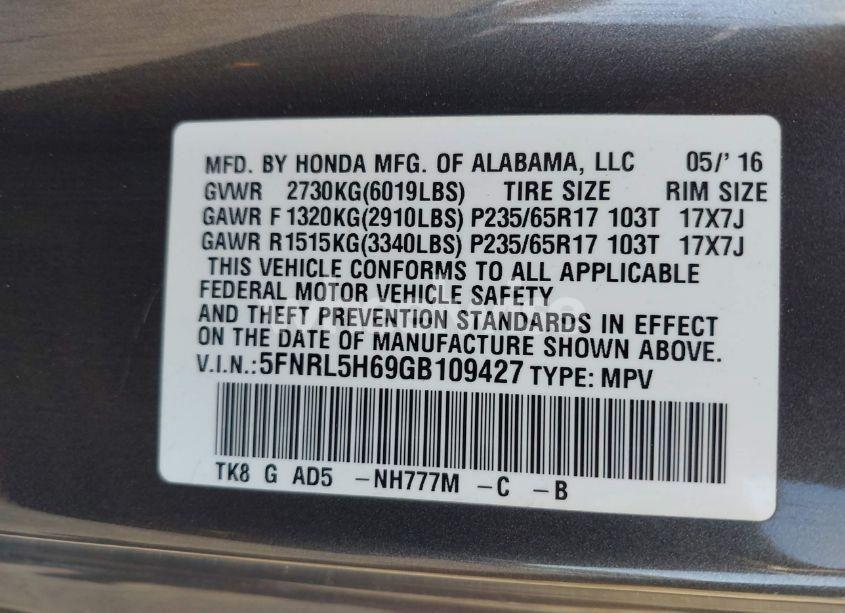 MFD. BY HONDA MFG. OF ALABAMA, LLC 05/' 16
GVWR 2730KG(6019LBS) TIRE SIZE RIM SIZE
GAWR F 1320KG(2910LBS) P235/65R17 103T 17X7J
GAWR R1515KG(3340LBS) P235/65R17 103T 17X7J
THIS VEHICLE CONFORMS TO ALL APPLICABLE
FEDERAL MOTOR VEHICLE SAFETY
AND THEFT PREVENTION STANDARDS IN EFFECT
ON THE DATE OF MANUFACTURE SHOWN ABOVE.
V.I.N.:5FNRL5H69GB109427 TYPE: MPV
TK8 G AD5 -NH777M -C -B